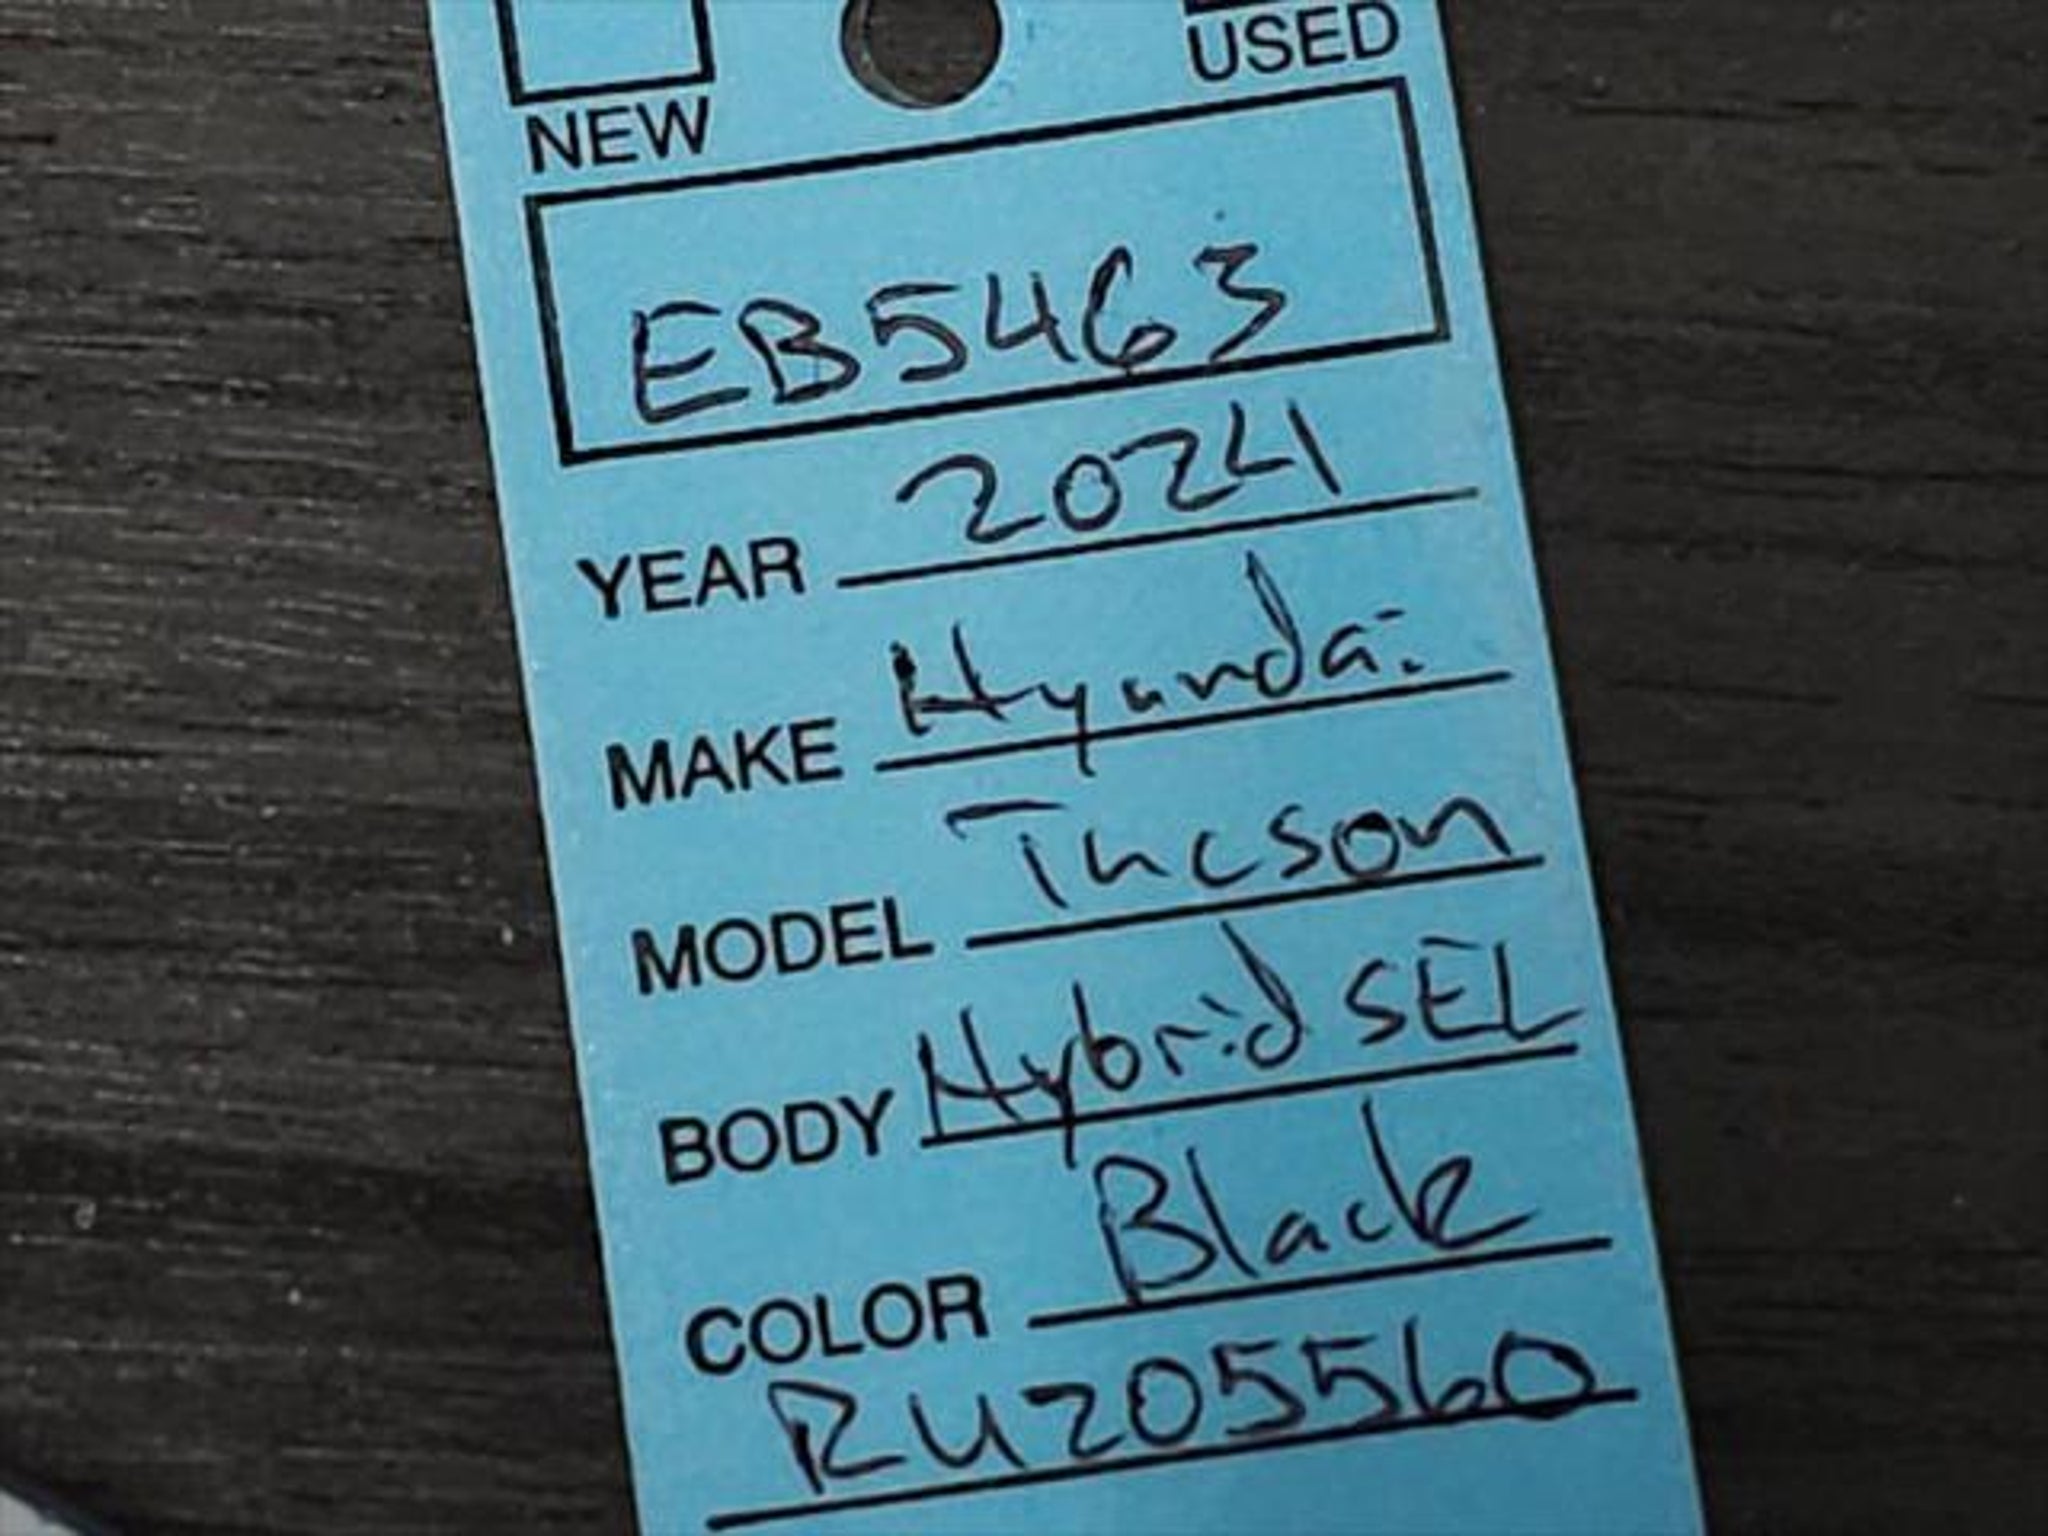 NEW USED
EB5463
YEAR 2024
MAKE Hyundai
MODEL Tucson
BODY Hybrid SEL
COLOR Black
RU205560